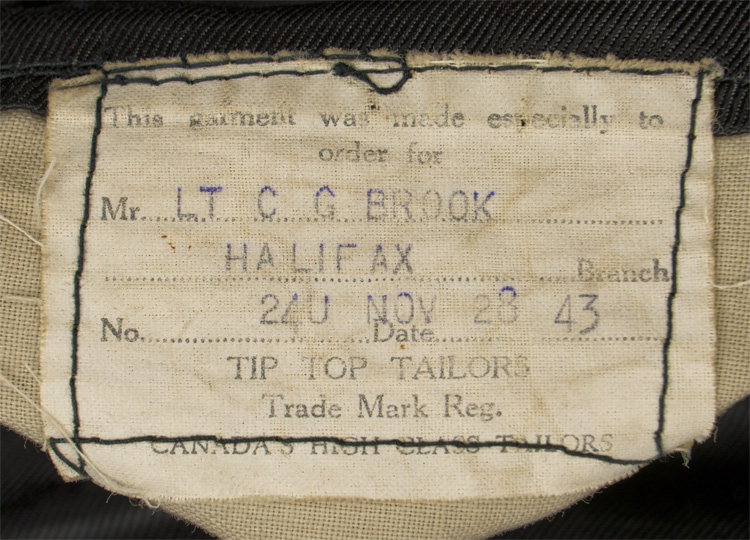 This garment was made especially to
order for
Mr. LT C G BROOK
HALIFAX Branch
No. 240 Date NOV 28 43
TIP TOP TAILORS
Trade Mark Reg.
CANADA'S HIGH CLASS TAILORS